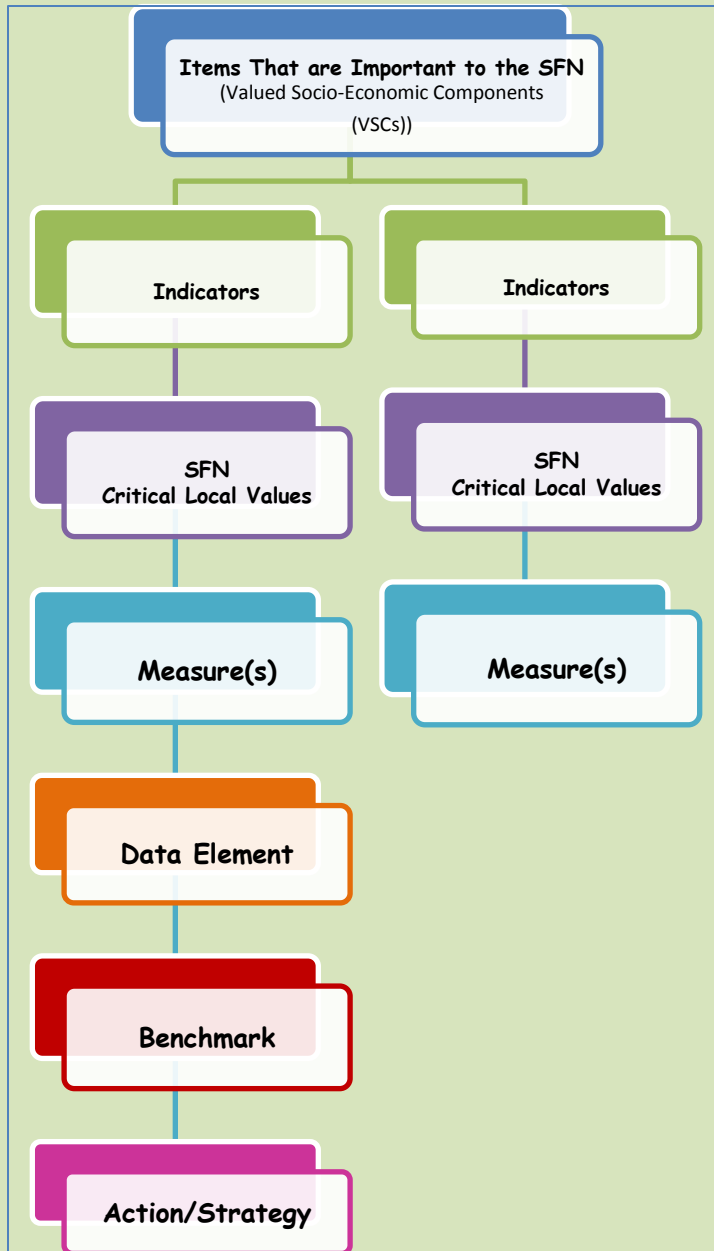 Items That are Important to the SFN
(Valued Socio-Economic Components
(VSCs))
Indicators
Indicators
SFN
Critical Local Values
SFN
Critical Local Values
Measure(s)
Measure(s)
Data Element
Benchmark
Action/Strategy